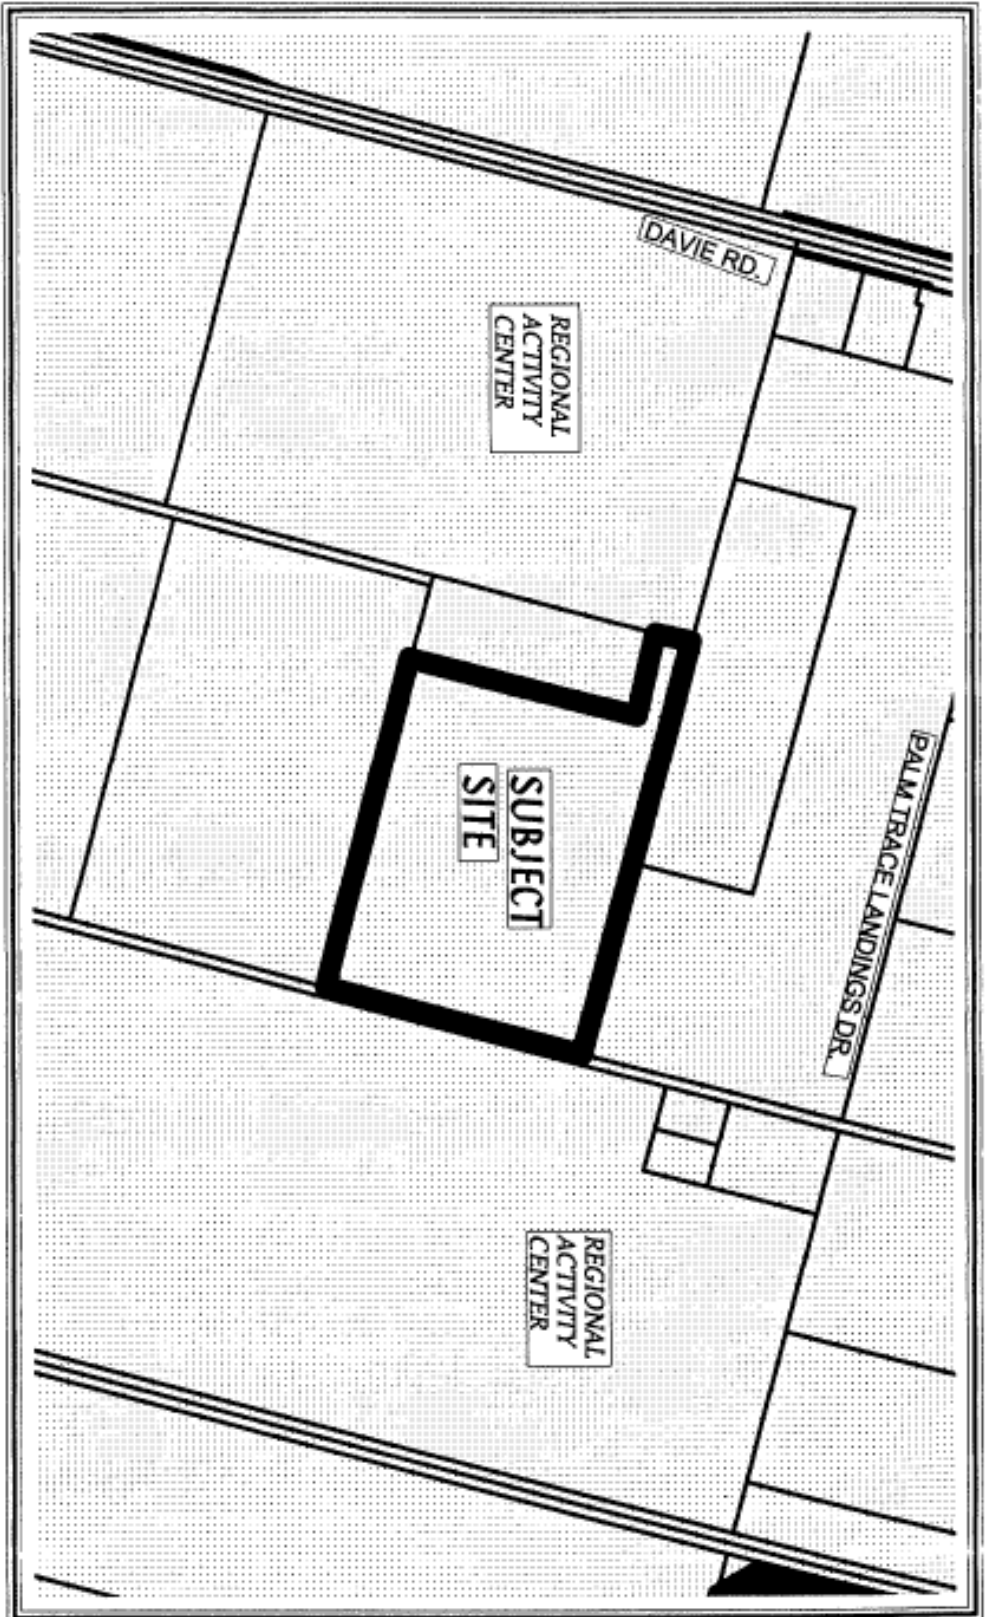 DAVIE RD.
REGIONAL
ACTIVITY
CENTER
PALM TRACE LANDINGS DR.
SUBJECT
SITE
REGIONAL
ACTIVITY
CENTER